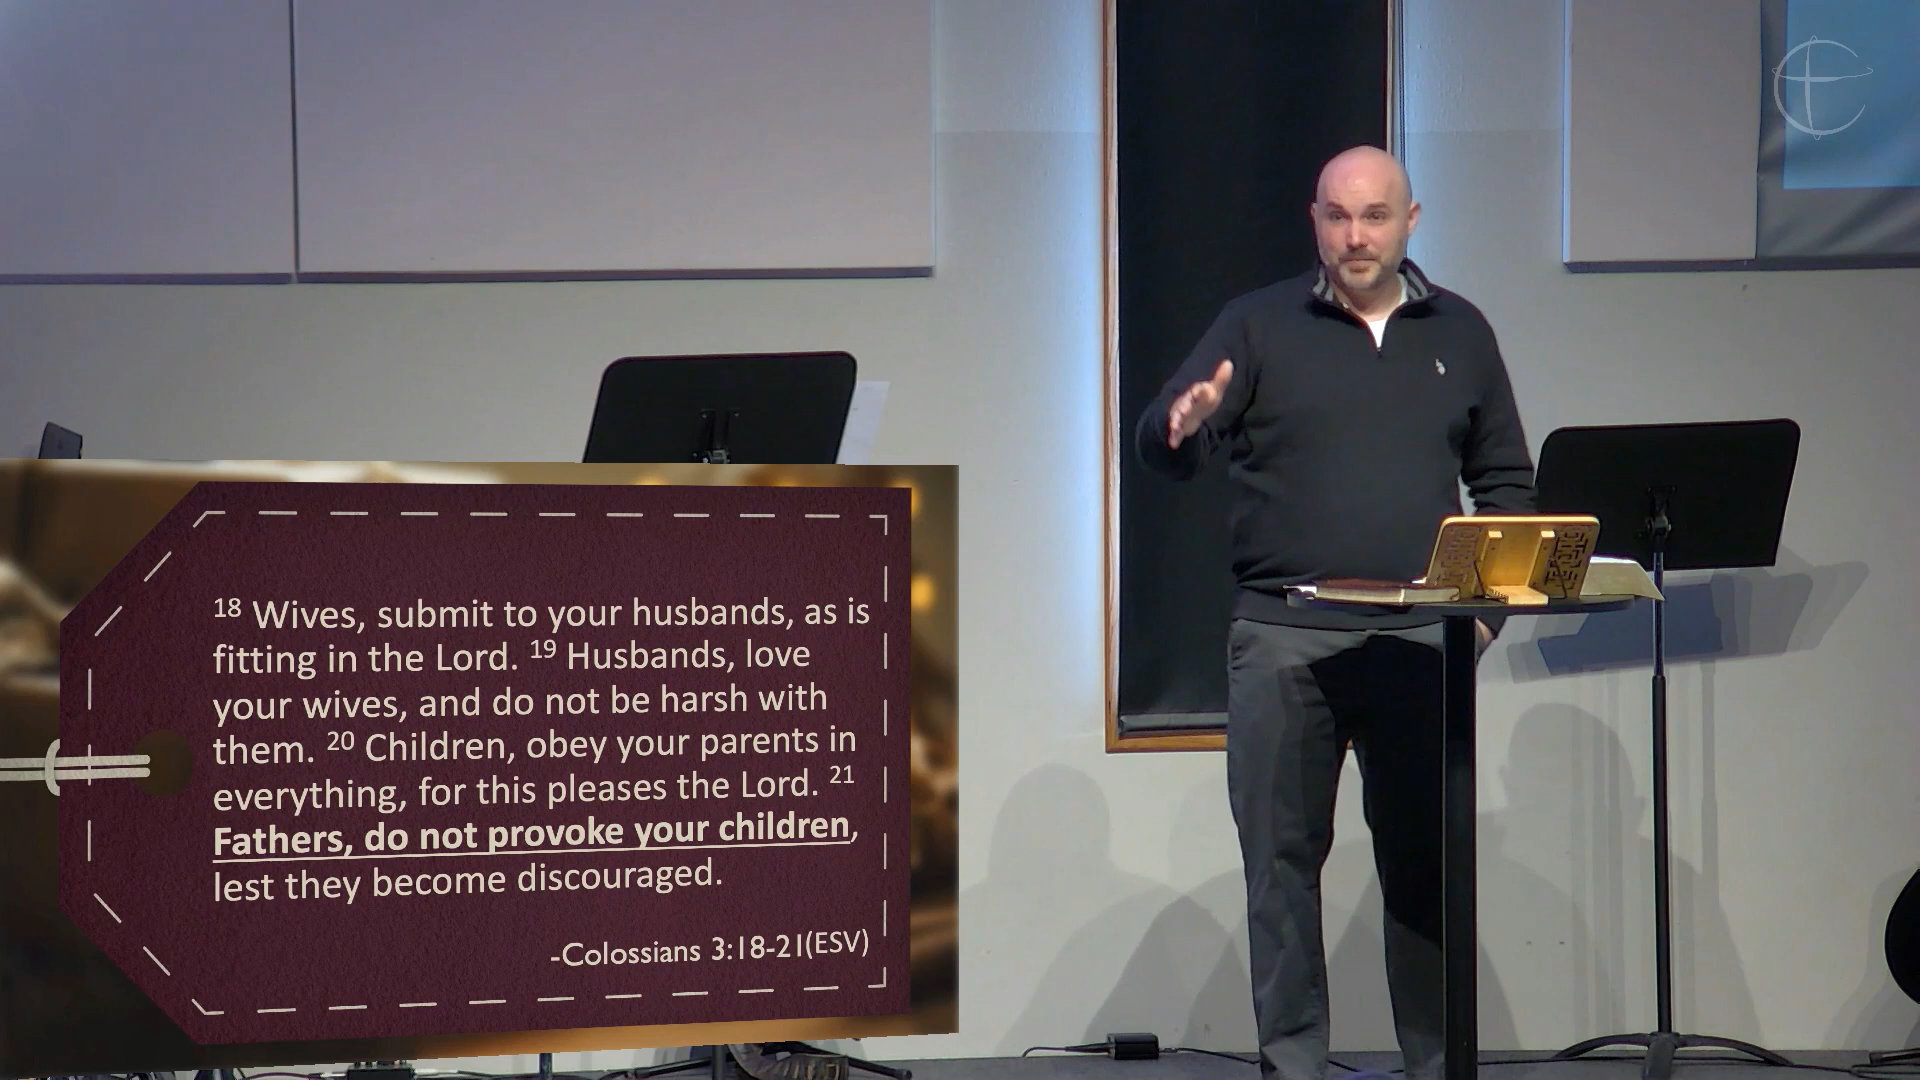 18 Wives, submit to your husbands, as is
fitting in the Lord. 19 Husbands, love
your wives, and do not be harsh with
them. 20 Children, obey your parents in
everything, for this pleases the Lord. 21
Fathers, do not provoke your children,
lest they become discouraged.
-Colossians 3:18-21(ESV)